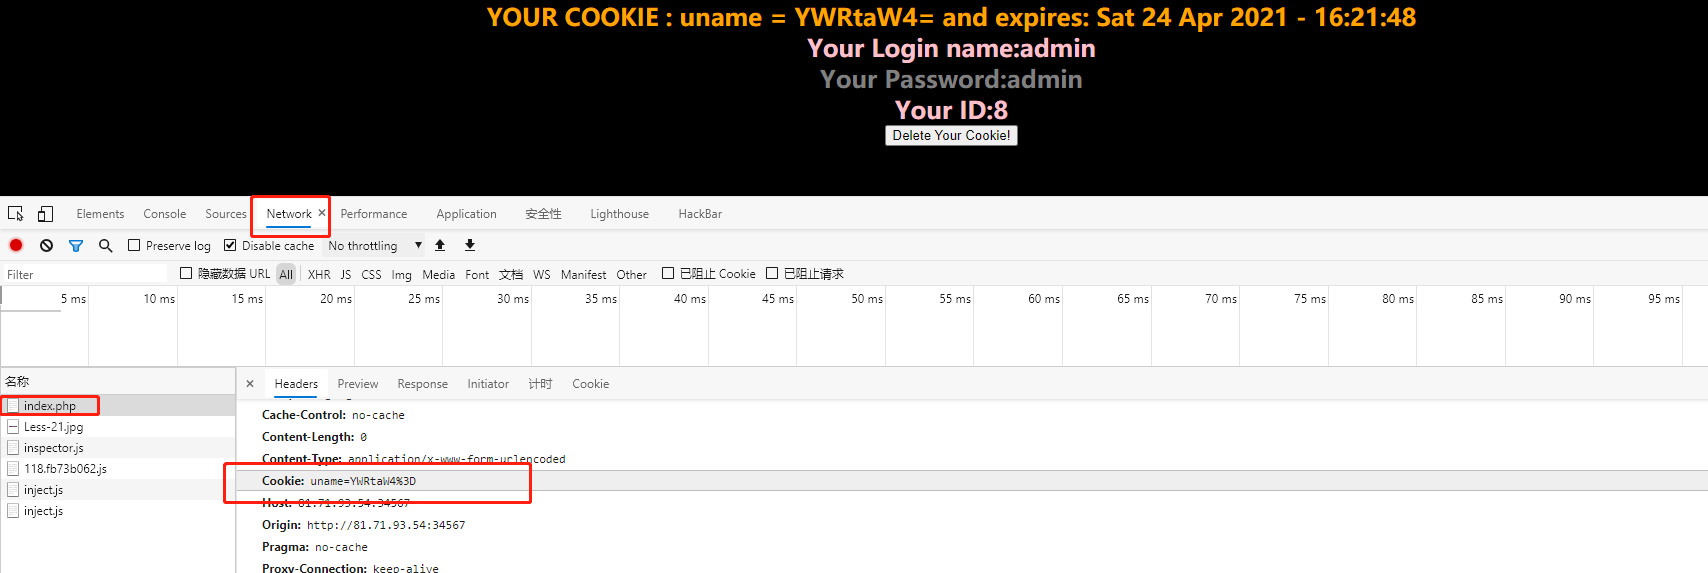 YOUR COOKIE : uname = YWRtaW4= and expires: Sat 24 Apr 2021 - 16:21:48
Your Login name:admin
Your Password:admin
Your ID:8
Delete Your Cookie!
Elements Console Sources Network × Performance Application 安全性 Lighthouse HackBar
Preserve log Disable cache No throttling
Filter 隐藏数据 URL All XHR JS CSS Img Media Font 文档 WS Manifest Other 已阻止 Cookie 已阻止请求
5 ms 10 ms 15 ms 20 ms 25 ms 30 ms 35 ms 40 ms 45 ms 50 ms 55 ms 60 ms 65 ms 70 ms 75 ms 80 ms 85 ms 90 ms 95 ms
名称 × Headers Preview Response Initiator 计时 Cookie
index.php
Less-21.jpg
inspector.js
118.fb73b062.js
inject.js
inject.js
Cache-Control: no-cache
Content-Length: 0
Content-Type: application/x-www-form-urlencoded
Cookie: uname=YWRtaW4%3D
Host: 81.71.93.54:34567
Origin: http://81.71.93.54:34567
Pragma: no-cache
Proxy-Connection: keep-alive